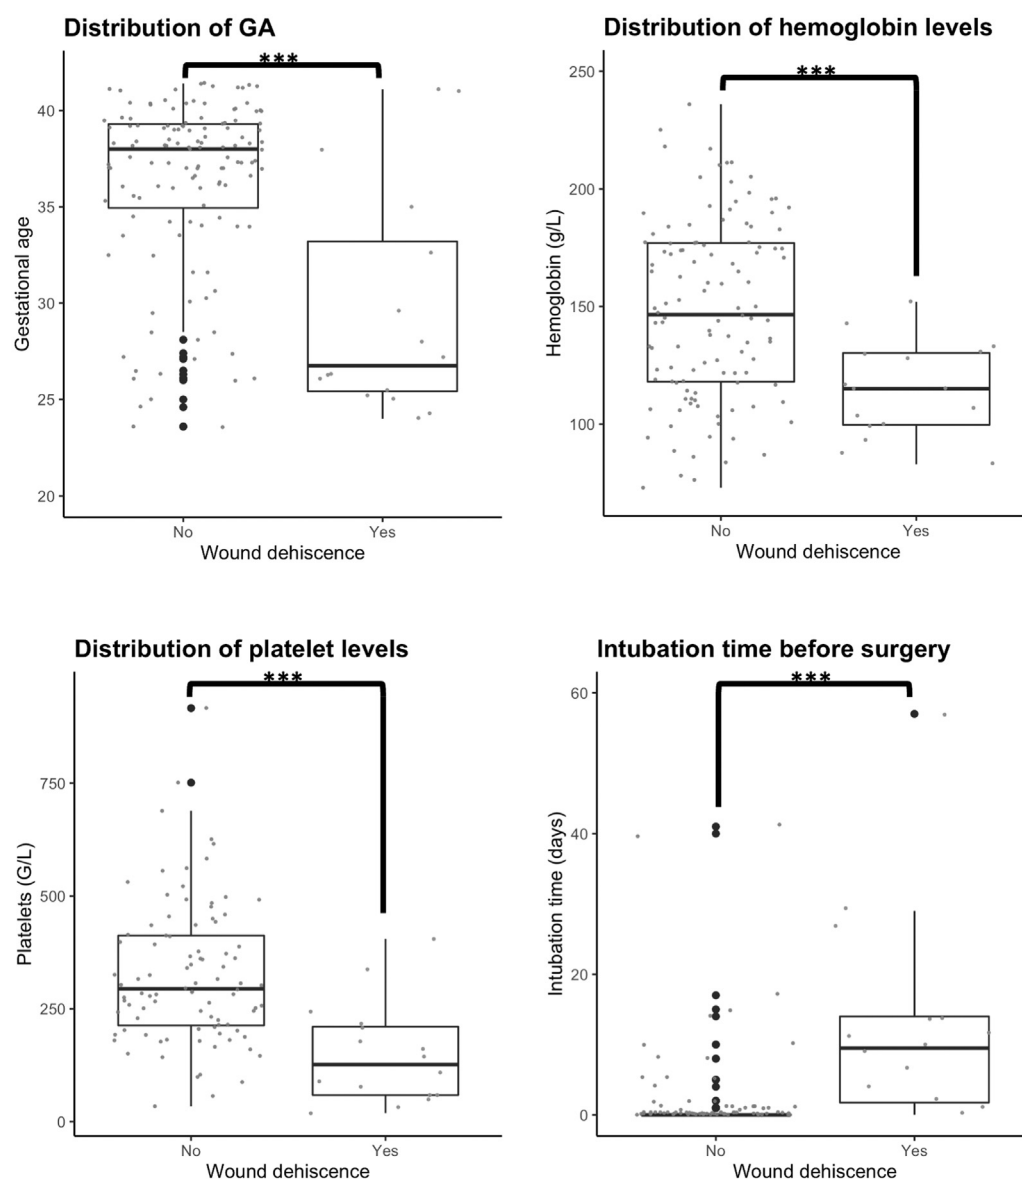 Distribution of GA
***
Gestational age
40
35
30
25
20
No Yes
Wound dehiscence
Distribution of hemoglobin levels
***
Hemoglobin (g/L)
250
200
150
100
No Yes
Wound dehiscence
Distribution of platelet levels
***
Platelets (G/L)
750
500
250
0
No Yes
Wound dehiscence
Intubation time before surgery
***
Intubation time (days)
60
40
20
0
No Yes
Wound dehiscence